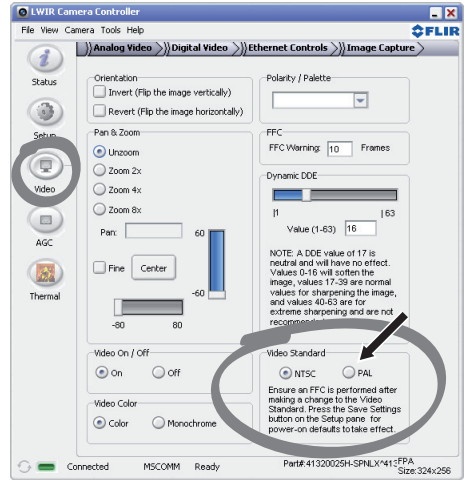 LWIR Camera Controller
File View Camera Tools Help
FLIR
Analog Video
Digital Video
Ethernet Controls
Image Capture
Status
Setup
Video
AGC
Thermal
Orientation
Invert (Flip the image vertically)
Revert (Flip the image horizontally)
Pan & Zoom
Unzoom
Zoom 2x
Zoom 4x
Zoom 8x
Pan:
60
Fine
Center
-60
-80 80
Video On / Off
On Off
Video Color
Color Monochrome
Polarity / Palette
FFC
FFC Warning: 10 Frames
Dynamic DDE
1 63
Value (1-63) 16
NOTE: A DDE value of 17 is
neutral and will have no effect.
Values 0-16 will soften the
image, values 17-39 are normal
values for sharpening the image,
and values 40-63 are for
extreme sharpening and are not
Video Standard
NTSC PAL
Ensure an FFC is performed after
making a change to the Video
Standard. Press the Save Settings
button on the Setup pane for
power-on defaults to take effect.
Connected MSCOMM Ready
Part#:41320025H-SPNLX^413
FPA
Size:324x256